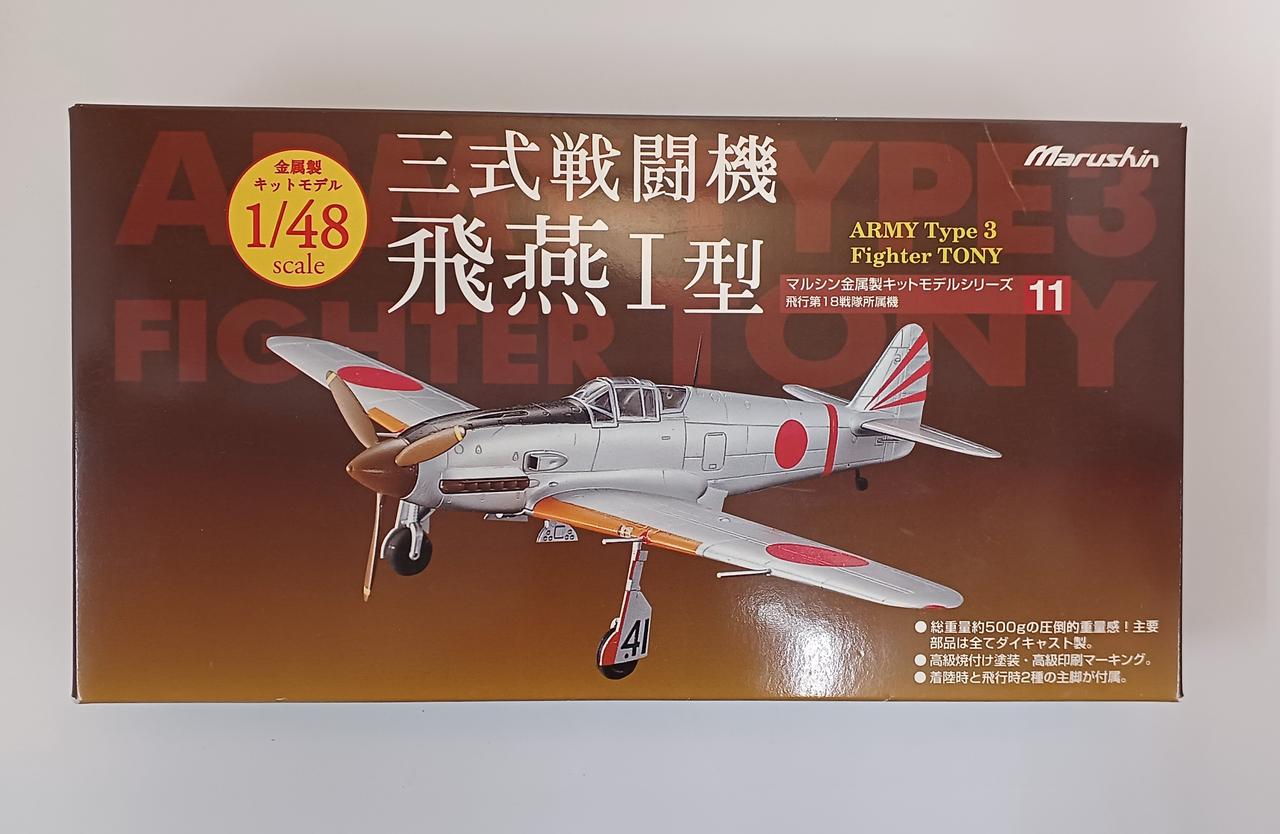 ARMY TYPE 3
FIGHTER TONY
金属製
キットモデル
1/48
scale
三式戦闘機
飛燕I型
Marushin
ARMY Type 3
Fighter TONY
マルシン金属製キットモデルシリーズ
飛行第18戦隊所属機
11
41
●総重量約500gの圧倒的重量感！主要
部品は全てダイキャスト製。
●高級焼付け塗装・高級印刷マーキング。
●着陸時と飛行時2種の主脚が付属。